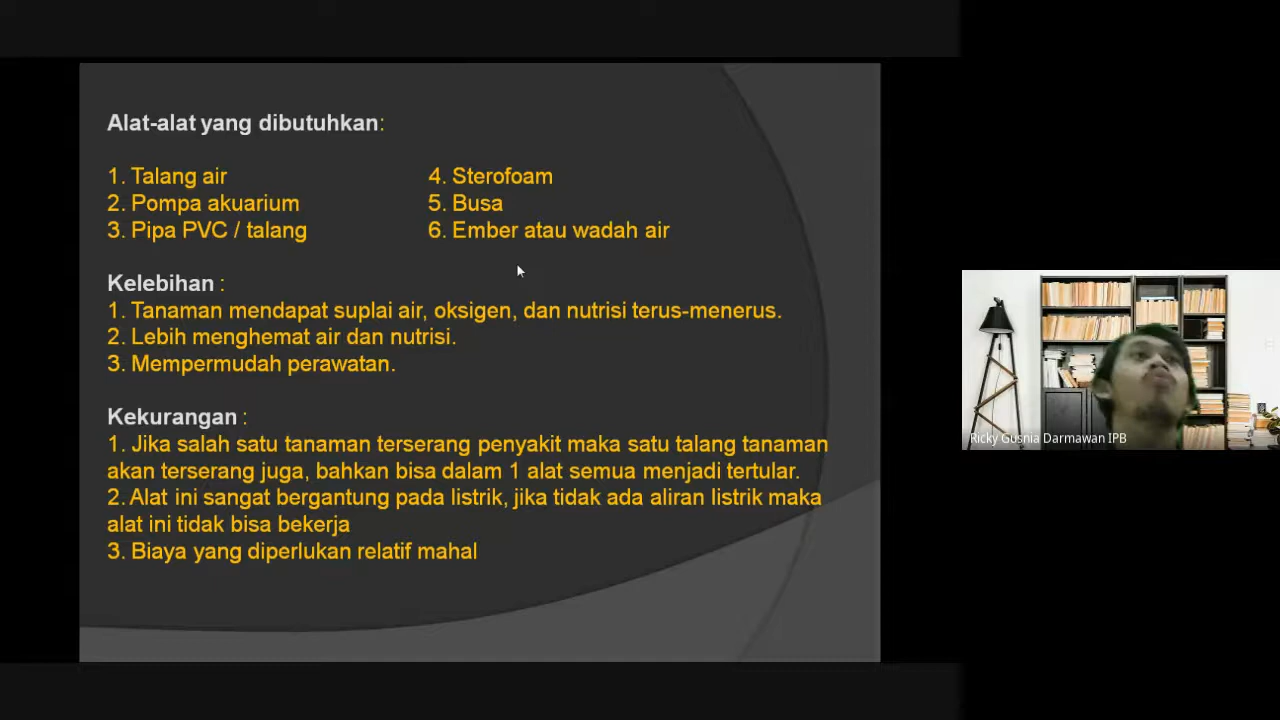 Alat-alat yang dibutuhkan:
1. Talang air
2. Pompa akuarium
3. Pipa PVC / talang
4. Sterofoam
5. Busa
6. Ember atau wadah air
Kelebihan :
1. Tanaman mendapat suplai air, oksigen, dan nutrisi terus-menerus.
2. Lebih menghemat air dan nutrisi.
3. Mempermudah perawatan.
Kekurangan :
1. Jika salah satu tanaman terserang penyakit maka satu talang tanaman
akan terserang juga, bahkan bisa dalam 1 alat semua menjadi tertular.
2. Alat ini sangat bergantung pada listrik, jika tidak ada aliran listrik maka
alat ini tidak bisa bekerja
3. Biaya yang diperlukan relatif mahal
Ricky Gusnia Darmawan IPB